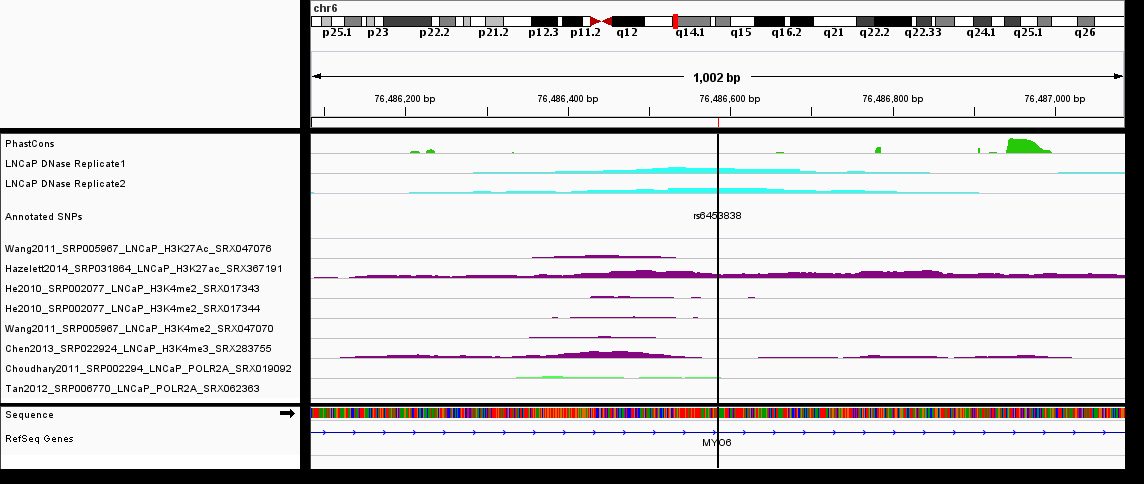 chr6
p25.1 p23 p22.2 p21.2 p12.3 p11.2 q12 q14.1 q15 q16.2 q21 q22.2 q22.33 q24.1 q25.1 q26
1,002 bp
76,486,200 bp 76,486,400 bp 76,486,600 bp 76,486,800 bp 76,487,000 bp
PhastCons
LNCaP DNase Replicate1
LNCaP DNase Replicate2
Annotated SNPs rs6453838
Wang2011_SRP005967_LNCaP_H3K27Ac_SRX047076
Hazelett2014_SRP031864_LNCaP_H3K27ac_SRX367191
He2010_SRP002077_LNCaP_H3K4me2_SRX017343
He2010_SRP002077_LNCaP_H3K4me2_SRX017344
Wang2011_SRP005967_LNCaP_H3K4me2_SRX047070
Chen2013_SRP022924_LNCaP_H3K4me3_SRX283755
Choudhary2011_SRP002294_LNCaP_POLR2A_SRX019092
Tan2012_SRP006770_LNCaP_POLR2A_SRX062363
Sequence
RefSeq Genes
MYO6